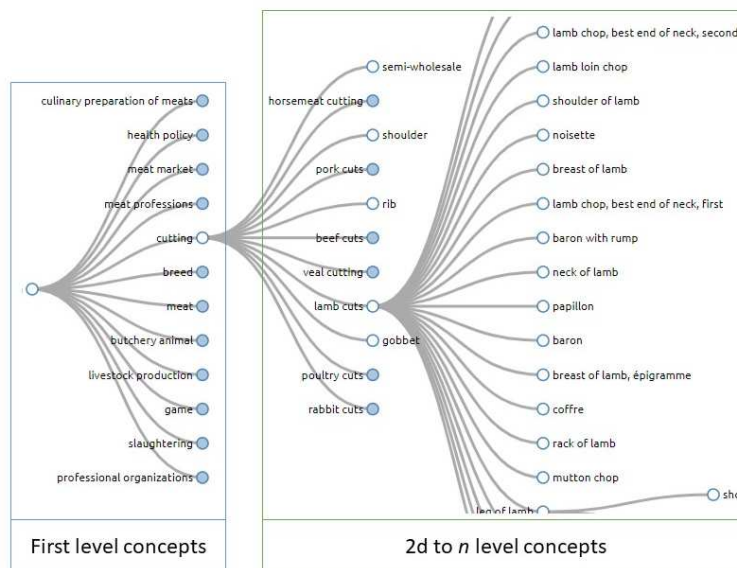 culinary preparation of meats
health policy
meat market
meat professions
cutting
breed
meat
butchery animal
livestock production
game
slaughtering
professional organizations
First level concepts
semi-wholesale
horsemeat cutting
shoulder
pork cuts
rib
beef cuts
veal cutting
lamb cuts
gobbet
poultry cuts
rabbit cuts
lamb chop, best end of neck, second
lamb loin chop
shoulder of lamb
noisette
breast of lamb
lamb chop, best end of neck, first
baron with rump
neck of lamb
papillon
baron
breast of lamb, épigramme
coffre
rack of lamb
mutton chop
leg of lamb
2d to n level concepts